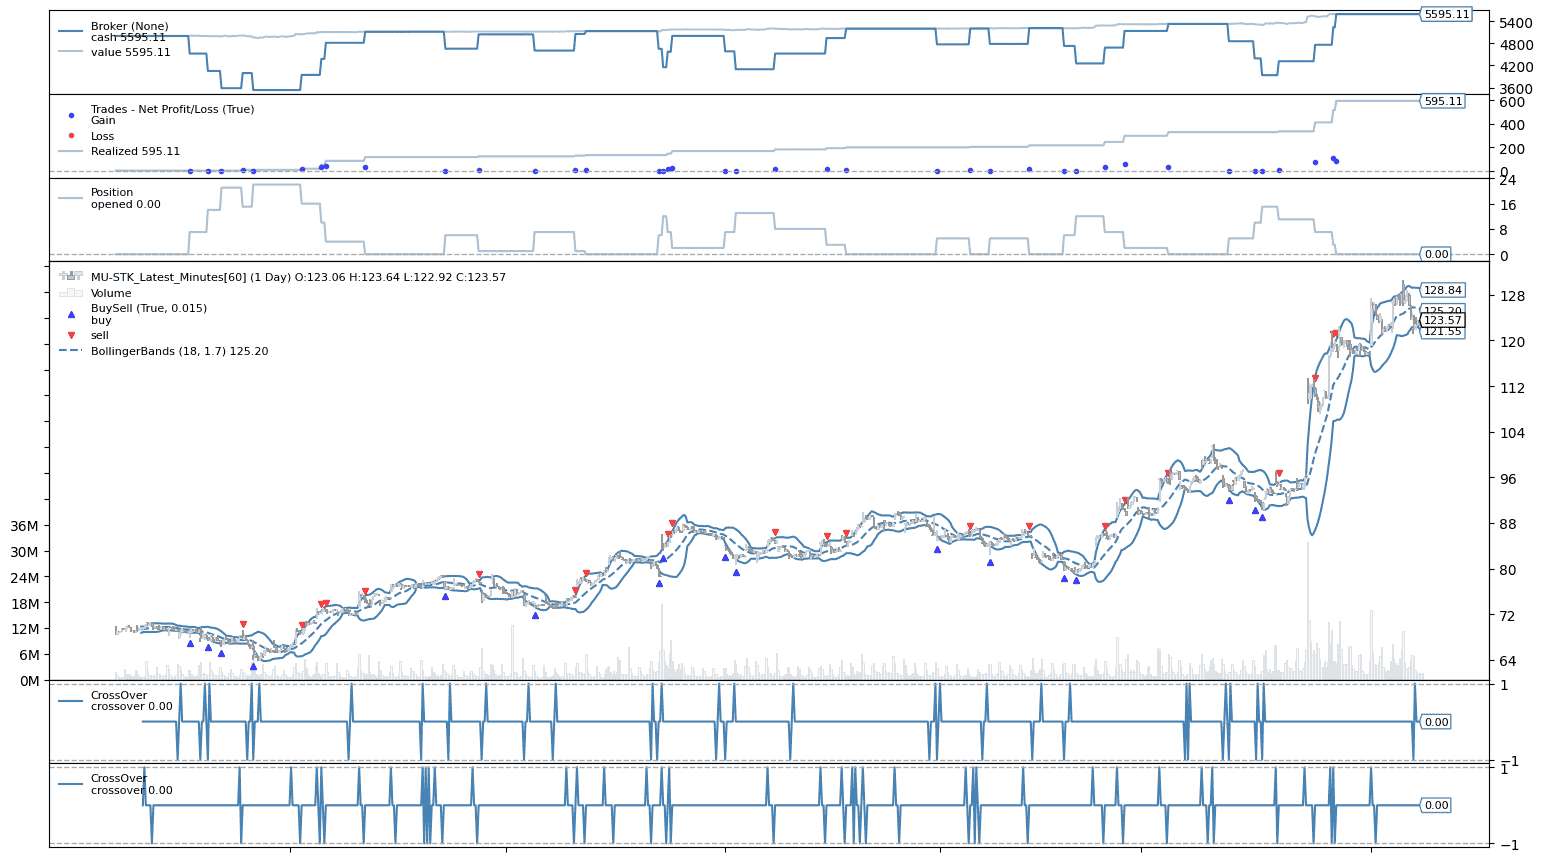 Broker (None)
cash 5595.11
value 5595.11
5595.11
5400
4800
4200
3600
Trades - Net Profit/Loss (True)
Gain
Loss
Realized 595.11
595.11
600
400
200
0
Position
opened 0.00
24
16
8
0
0.00
MU-STK_Latest_Minutes[60] (1 Day) O:123.06 H:123.64 L:122.92 C:123.57
Volume
BuySell (True, 0.015)
buy
sell
BollingerBands (18, 1.7) 125.20
128.84
125.20
123.57
121.55
128
120
112
104
96
88
80
72
64
36M
30M
24M
18M
12M
6M
0M
CrossOver
crossover 0.00
1
0.00
−1
CrossOver
crossover 0.00
1
0.00
−1